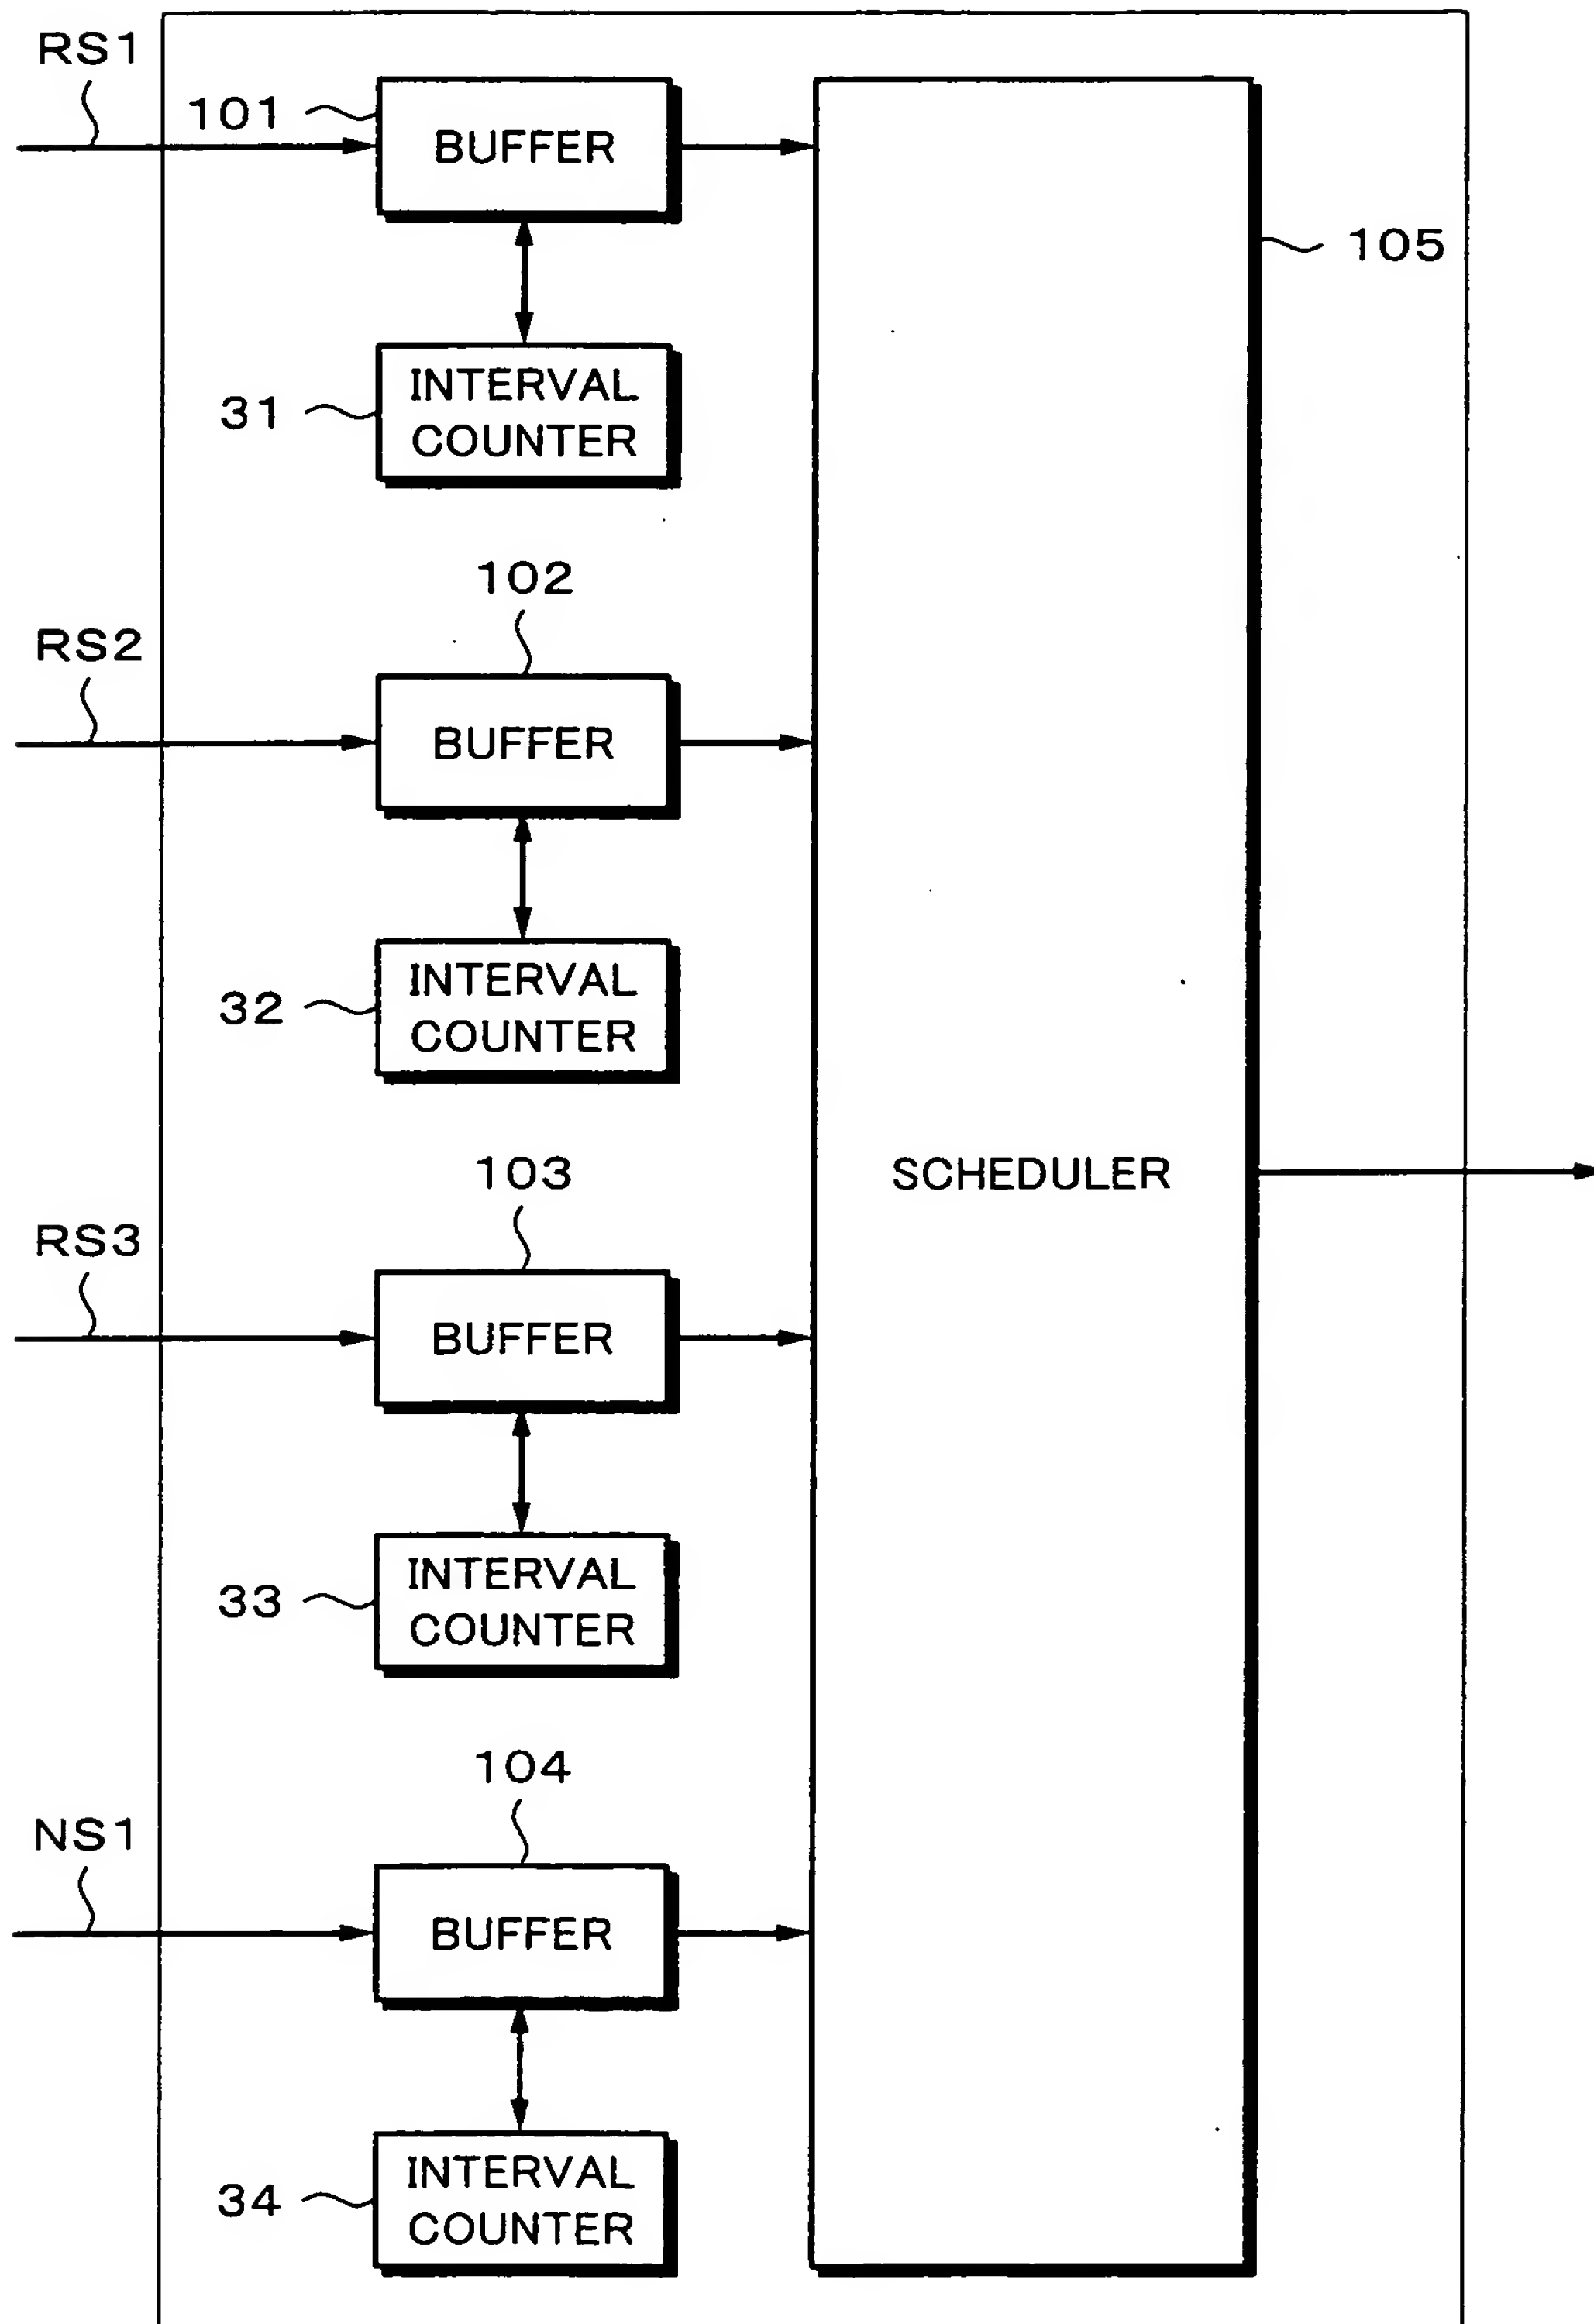 RS1
101
BUFFER
105
31
INTERVAL
COUNTER
102
RS2
BUFFER
32
INTERVAL
COUNTER
103
SCHEDULER
RS3
BUFFER
33
INTERVAL
COUNTER
104
NS1
BUFFER
34
INTERVAL
COUNTER